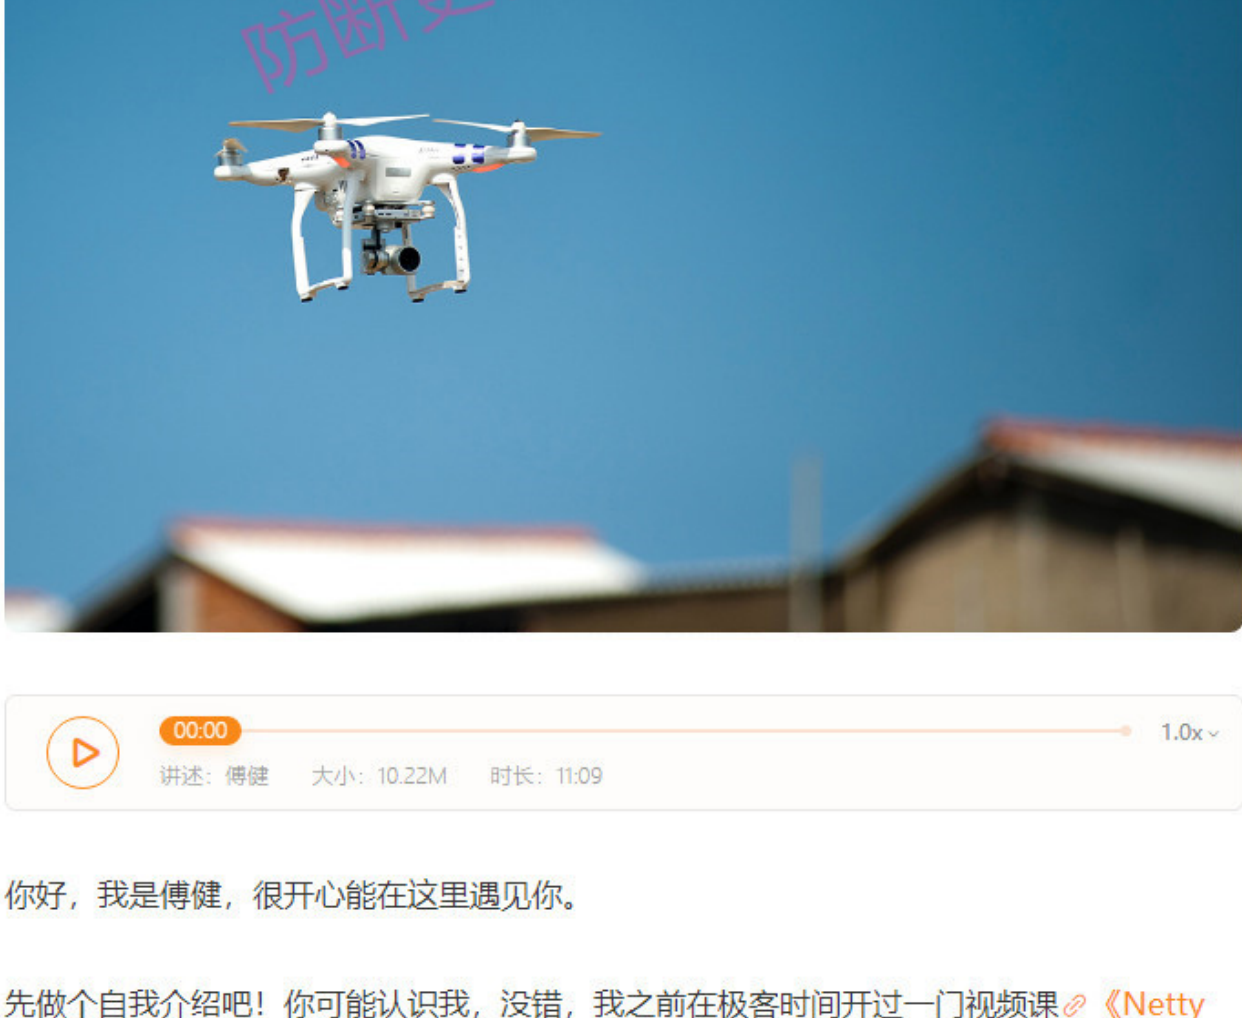 防断更
00:00
1.0x
讲述：傅健 大小：10.22M 时长：11:09
你好，我是傅健，很开心能在这里遇见你。
先做个自我介绍吧！你可能认识我，没错，我之前在极客时间开过一门视频课《Netty